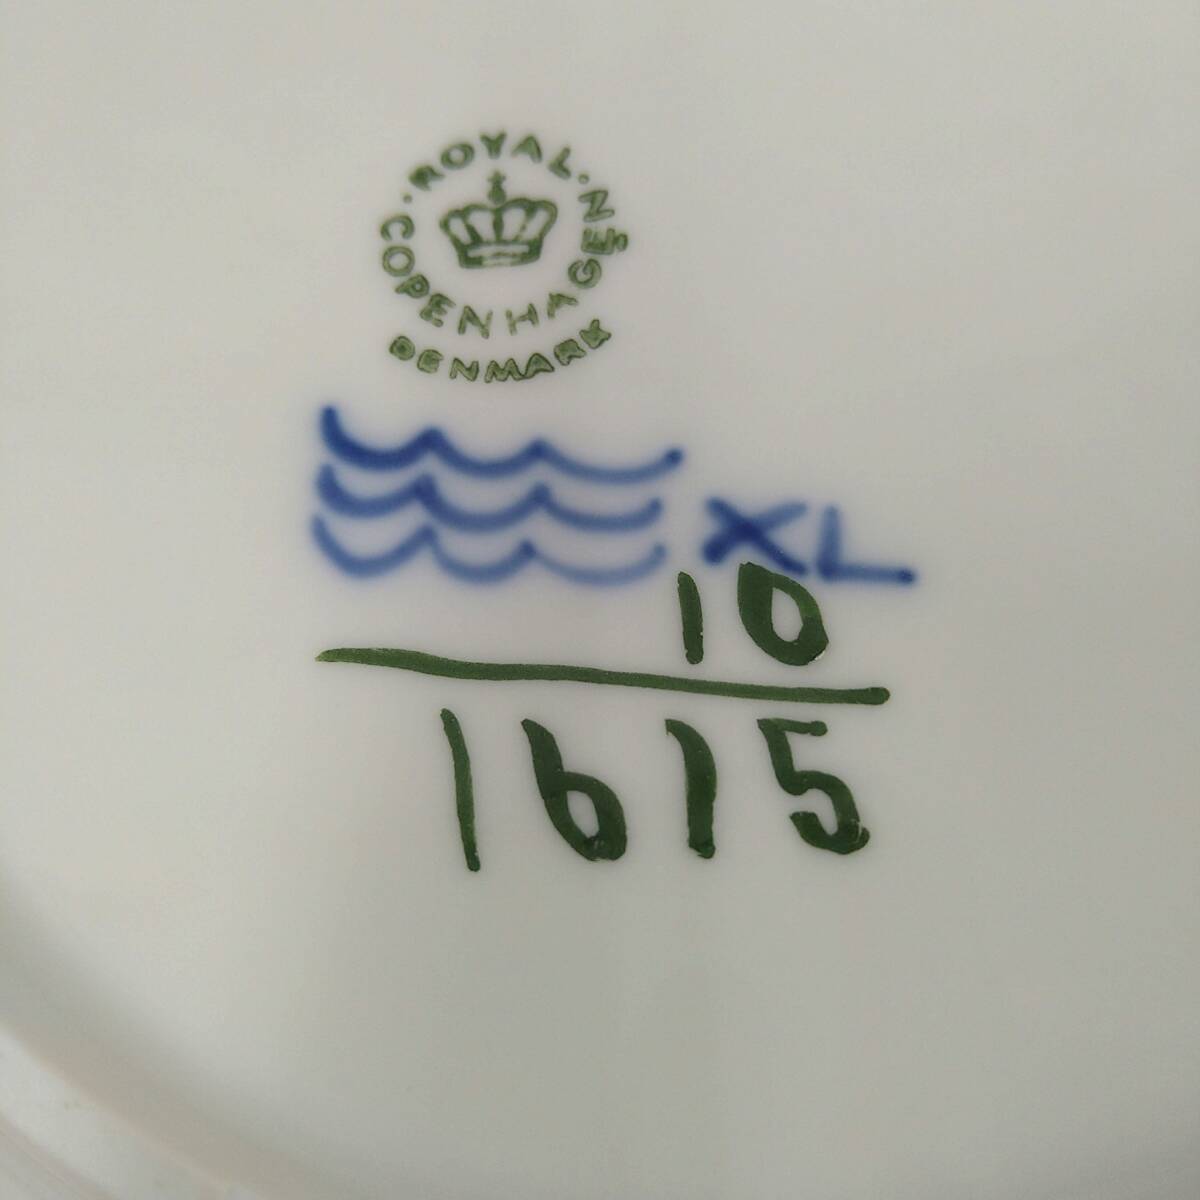 · ROYAL ·
COPENHAGEN
DENMARK
XL
10
1615